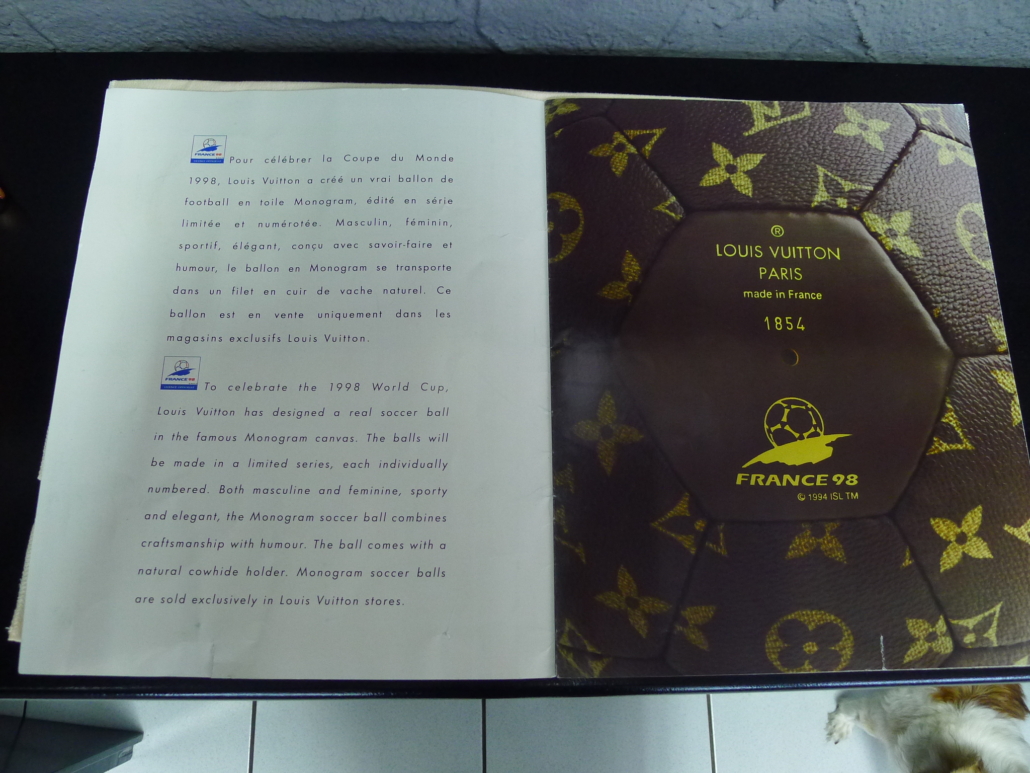 FRANCE 98
Pour célébrer la Coupe du Monde
1998, Louis Vuitton a créé un vrai ballon de
football en toile Monogram, édité en série
limitée et numérotée. Masculin, féminin,
sportif, élégant, conçu avec savoir-faire et
humour, le ballon en Monogram se transporte
dans un filet en cuir de vache naturel. Ce
ballon est en vente uniquement dans les
magasins exclusifs Louis Vuitton.
FRANCE 98
To celebrate the 1998 World Cup,
Louis Vuitton has designed a real soccer ball
in the famous Monogram canvas. The balls will
be made in a limited series, each individually
numbered. Both masculine and feminine, sporty
and elegant, the Monogram soccer ball combines
craftsmanship with humour. The ball comes with a
natural cowhide holder. Monogram soccer balls
are sold exclusively in Louis Vuitton stores.
®
LOUIS VUITTON
PARIS
made in France
1854
FRANCE 98
© 1994 ISL TM